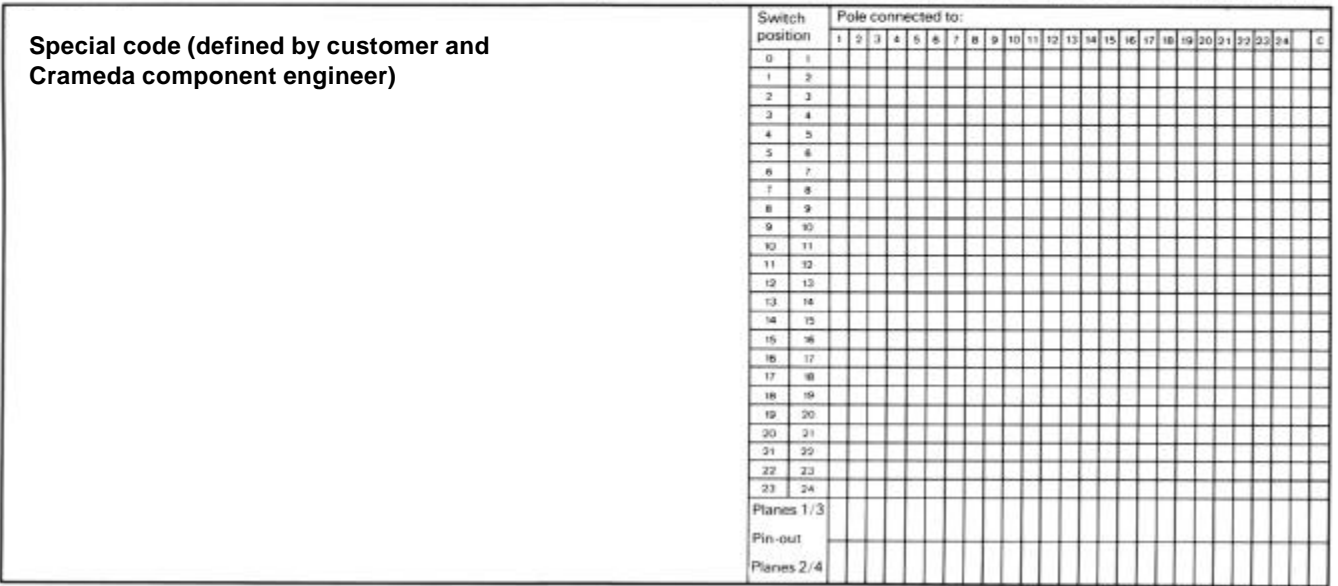 Special code (defined by customer and
Crameda component engineer)
Switch
position
Pole connected to:
1 2 3 4 5 6 7 8 9 10 11 12 13 14 15 16 17 18 19 20 21 22 23 24 C
0 1
1 2
2 3
3 4
4 5
5 6
6 7
7 8
8 9
9 10
10 11
11 12
12 13
13 14
14 15
15 16
16 17
17 18
18 19
19 20
20 21
21 22
22 23
23 24
Planes 1/3
Pin-out
Planes 2/4